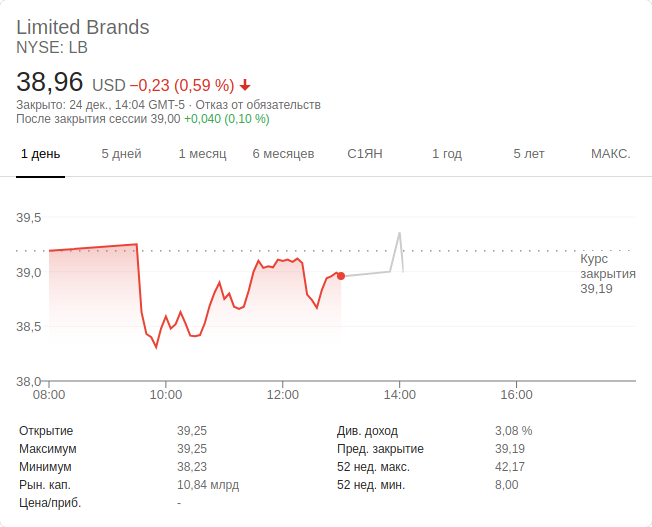 Limited Brands
NYSE: LB
38,96 USD −0,23 (0,59 %)
Закрыто: 24 дек., 14:04 GMT-5 · Отказ от обязательств
После закрытия сессии 39,00 +0,040 (0,10 %)
1 день 5 дней 1 месяц 6 месяцев С1ЯН 1 год 5 лет МАКС.
39,5
39,0
38,5
38,0
Курс
закрытия
39,19
08:00 10:00 12:00 14:00 16:00
Открытие 39,25 Див. доход 3,08 %
Максимум 39,25 Пред. закрытие 39,19
Минимум 38,23 52 нед. макс. 42,17
Рын. кап. 10,84 млрд 52 нед. мин. 8,00
Цена/приб. -